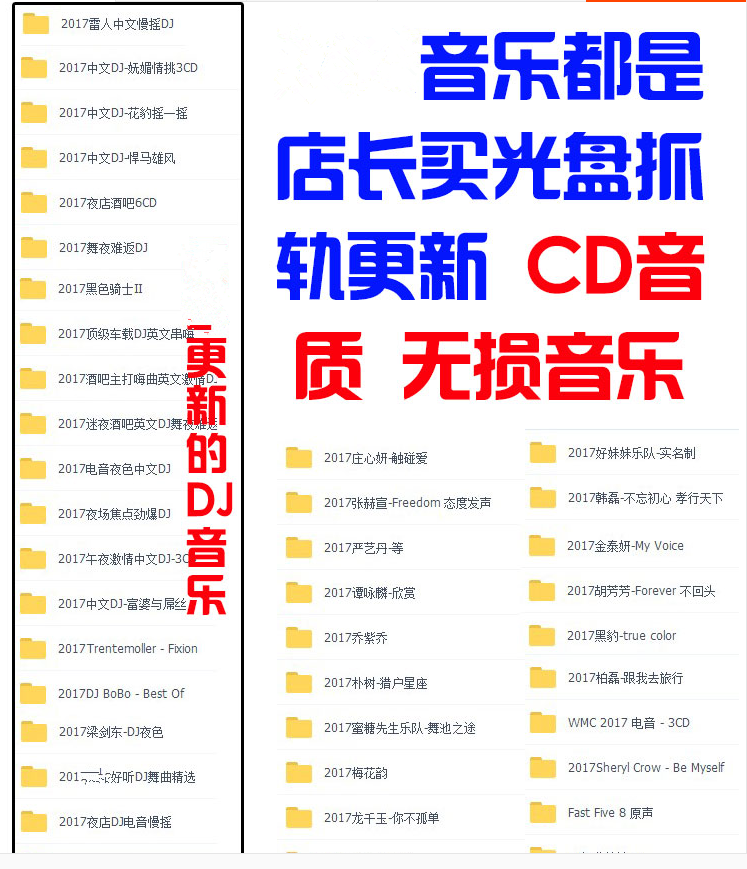 2017雷人中文慢摇DJ
2017中文DJ-妩媚情挑3CD
2017中文DJ-花豹摇一摇
2017中文DJ-悍马雄风
2017夜店酒吧6CD
2017舞夜难返DJ
2017黑色骑士II
2017顶级车载DJ英文串嗨
2017酒吧主打嗨曲英文激情D
2017迷夜酒吧英文DJ舞夜难返
2017电音夜色中文DJ
2017夜场焦点劲爆DJ
2017午夜激情中文DJ-3C
2017中文DJ-富婆与屌丝
2017Trentemoller - Fixion
2017DJ BoBo - Best Of
2017梁剑东-DJ夜色
2017 好听DJ舞曲精选
2017夜店DJ电音慢摇
更新的DJ音乐
音乐都是
店长买光盘抓
轨更新 CD音
质 无损音乐
2017庄心妍-触碰爱
2017张赫宣-Freedom 态度发声
2017严艺丹-等
2017谭咏麟-欣赏
2017乔紫乔
2017朴树-猎户星座
2017蜜糖先生乐队-舞池之途
2017梅花韵
2017龙千玉-你不孤单
2017好妹妹乐队-实名制
2017韩磊-不忘初心 孝行天下
2017金泰妍-My Voice
2017胡芳芳-Forever 不回头
2017黑豹-true color
2017柏磊-跟我去旅行
WMC 2017 电音 - 3CD
2017Sheryl Crow - Be Myself
Fast Five 8 原声